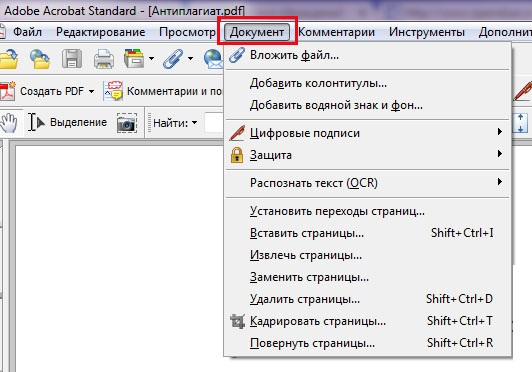 Adobe Acrobat Standard - [Антиплагиат.pdf]
Файл Редактирование Просмотр Документ Комментарии Инструменты
Вложить файл...
Добавить колонтитулы...
Создать PDF Комментарии и
Добавить водяной знак и фон...
Выделение Найти: Цифровые подписи
Защита
Распознать текст (OCR)
Установить переходы страниц...
Вставить страницы... Shift+Ctrl+I
Извлечь страницы...
Заменить страницы...
Удалить страницы... Shift+Ctrl+D
Кадрировать страницы... Shift+Ctrl+T
Повернуть страницы... Shift+Ctrl+R